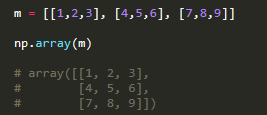 m = [[1,2,3], [4,5,6], [7,8,9]]
np.array(m)
# array([[1, 2, 3],
#        [4, 5, 6],
#        [7, 8, 9]])